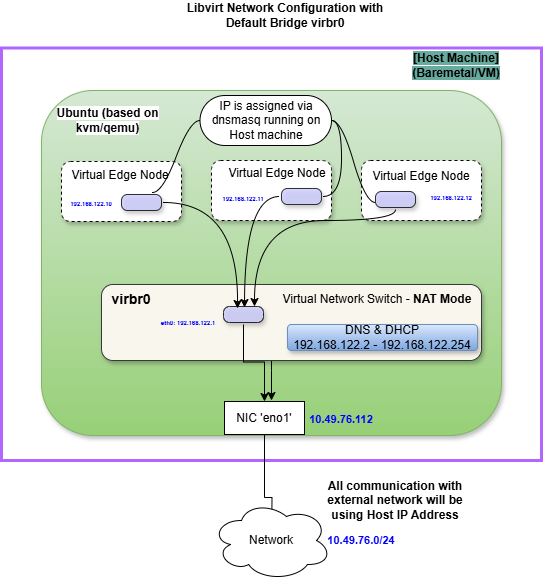 Libvirt Network Configuration with
Default Bridge virbr0
[Host Machine]
(Baremetal/VM)
Ubuntu (based on
kvm/qemu)
IP is assigned via
dnsmasq running on
Host machine
Virtual Edge Node
192.168.122.10
Virtual Edge Node
192.168.122.11
Virtual Edge Node
192.168.122.12
virbr0
Virtual Network Switch - NAT Mode
eth0: 192.168.122.1
DNS & DHCP
192.168.122.2 - 192.168.122.254
NIC 'eno1'
10.49.76.112
All communication with
external network will be
using Host IP Address
Network
10.49.76.0/24